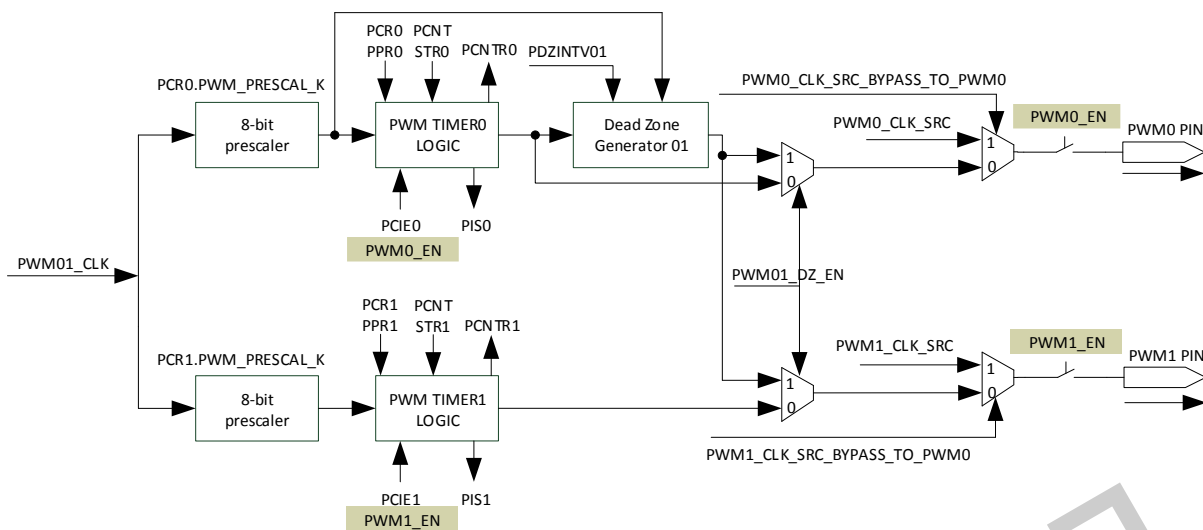 PCR0 PCNT
PPR0 STR0 PCNTR0
PDZINTV01
PCR0.PWM_PRESCAL_K
PWM0_CLK_SRC_BYPASS_TO_PWM0
8-bit
prescaler
PWM TIMER0
LOGIC
Dead Zone
Generator 01
PWM0_CLK_SRC
PWM0_EN
PWM0 PIN
1
0
1
0
PCIE0
PIS0
PWM0_EN
PWM01_CLK
PWM01_DZ_EN
PCR1 PCNT
PPR1 STR1 PCNTR1
PCR1.PWM_PRESCAL_K
8-bit
prescaler
PWM TIMER1
LOGIC
PWM1_CLK_SRC
PWM1_EN
PWM1 PIN
1
0
1
0
PWM1_CLK_SRC_BYPASS_TO_PWM0
PCIE1
PIS1
PWM1_EN